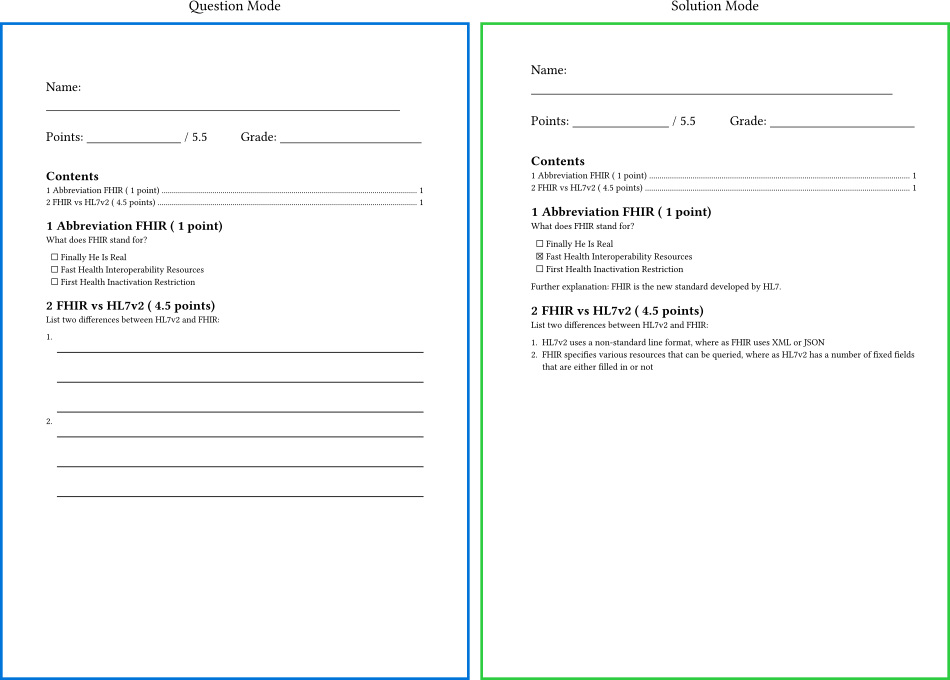 Question Mode
Name:
Points: / 5.5 Grade:
Contents
1 Abbreviation FHIR ( 1 point) 1
2 FHIR vs HL7v2 ( 4.5 points) 1
1 Abbreviation FHIR ( 1 point)
What does FHIR stand for?
☐ Finally He Is Real
☐ Fast Health Interoperability Resources
☐ First Health Inactivation Restriction
2 FHIR vs HL7v2 ( 4.5 points)
List two differences between HL7v2 and FHIR:
1.
2.
Solution Mode
Name:
Points: / 5.5 Grade:
Contents
1 Abbreviation FHIR ( 1 point) 1
2 FHIR vs HL7v2 ( 4.5 points) 1
1 Abbreviation FHIR ( 1 point)
What does FHIR stand for?
☐ Finally He Is Real
☒ Fast Health Interoperability Resources
☐ First Health Inactivation Restriction
Further explanation: FHIR is the new standard developed by HL7.
2 FHIR vs HL7v2 ( 4.5 points)
List two differences between HL7v2 and FHIR:
1. HL7v2 uses a non-standard line format, where as FHIR uses XML or JSON
2. FHIR specifies various resources that can be queried, where as HL7v2 has a number of fixed fields
that are either filled in or not